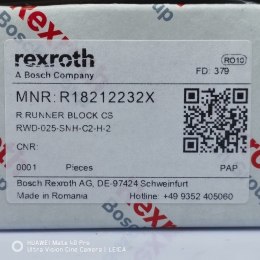 rexroth
A Bosch Company
RO10
FD: 379
MNR: R18212232X
R RUNNER BLOCK CS
RWD-025-SNH-C2-H-2
CNR:
0001 Pieces PAP
Bosch Rexroth AG, DE-97424 Schweinfurt
Made in Romania Hotline: +49 9352 405060
HUAWEI Mate 40 Pro
Ultra Vision Cine Camera | LEICA